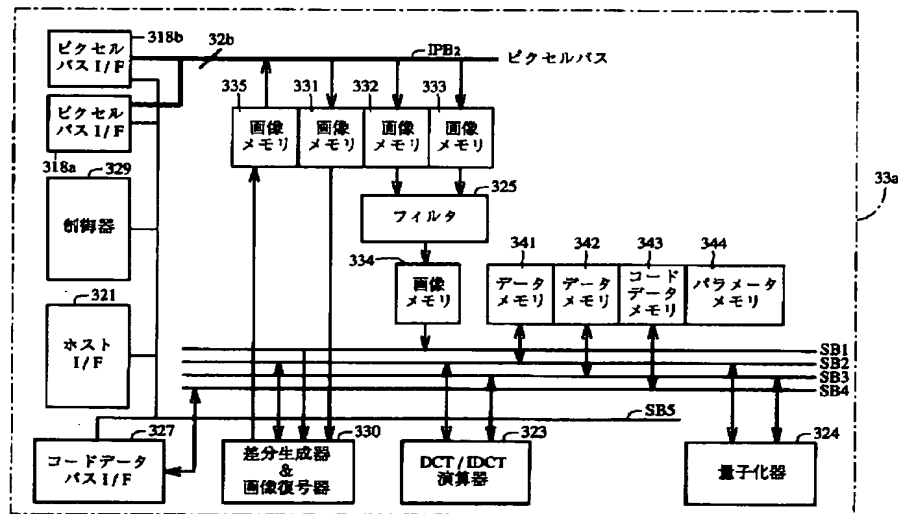 318b
ピクセル
バス I/F
32b
IPB2
ピクセルバス
ピクセル
バス I/F
318a
335
331
332
333
画像
メモリ
画像
メモリ
画像
メモリ
画像
メモリ
329
制御器
325
フィルタ
33a
334
画像
メモリ
341
342
343
344
データ
メモリ
データ
メモリ
コード
データ
メモリ
パラメータ
メモリ
321
ホスト
I/F
SB1
SB2
SB3
SB4
SB5
327
コードデータ
バス I/F
330
差分生成器
&
画像復号器
323
DCT/IDCT
演算器
324
量子化器